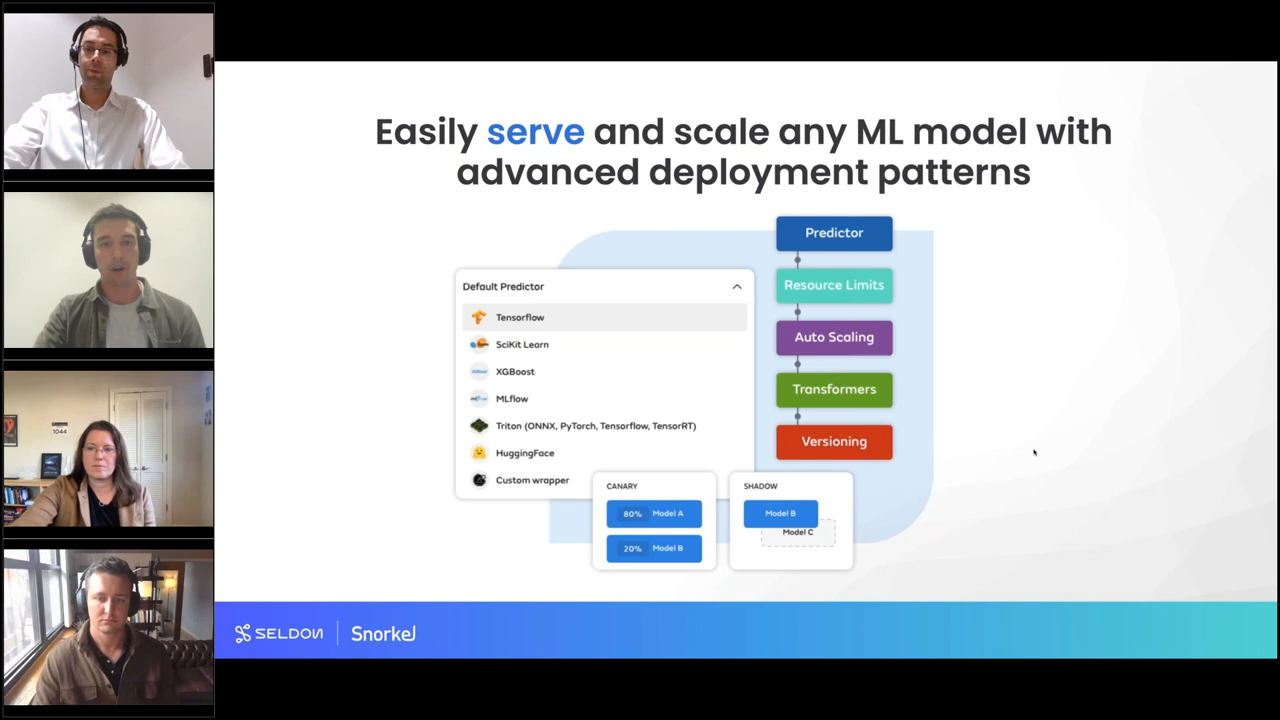 Easily serve and scale any ML model with
advanced deployment patterns
Default Predictor
Tensorflow
SciKit Learn
XGBoost
MLflow
Triton (ONNX, PyTorch, Tensorflow, TensorRT)
HuggingFace
Custom wrapper
Predictor
Resource Limits
Auto Scaling
Transformers
Versioning
CANARY
80% Model A
20% Model B
SHADOW
Model B
Model C
SELDON
Snorkel
1044